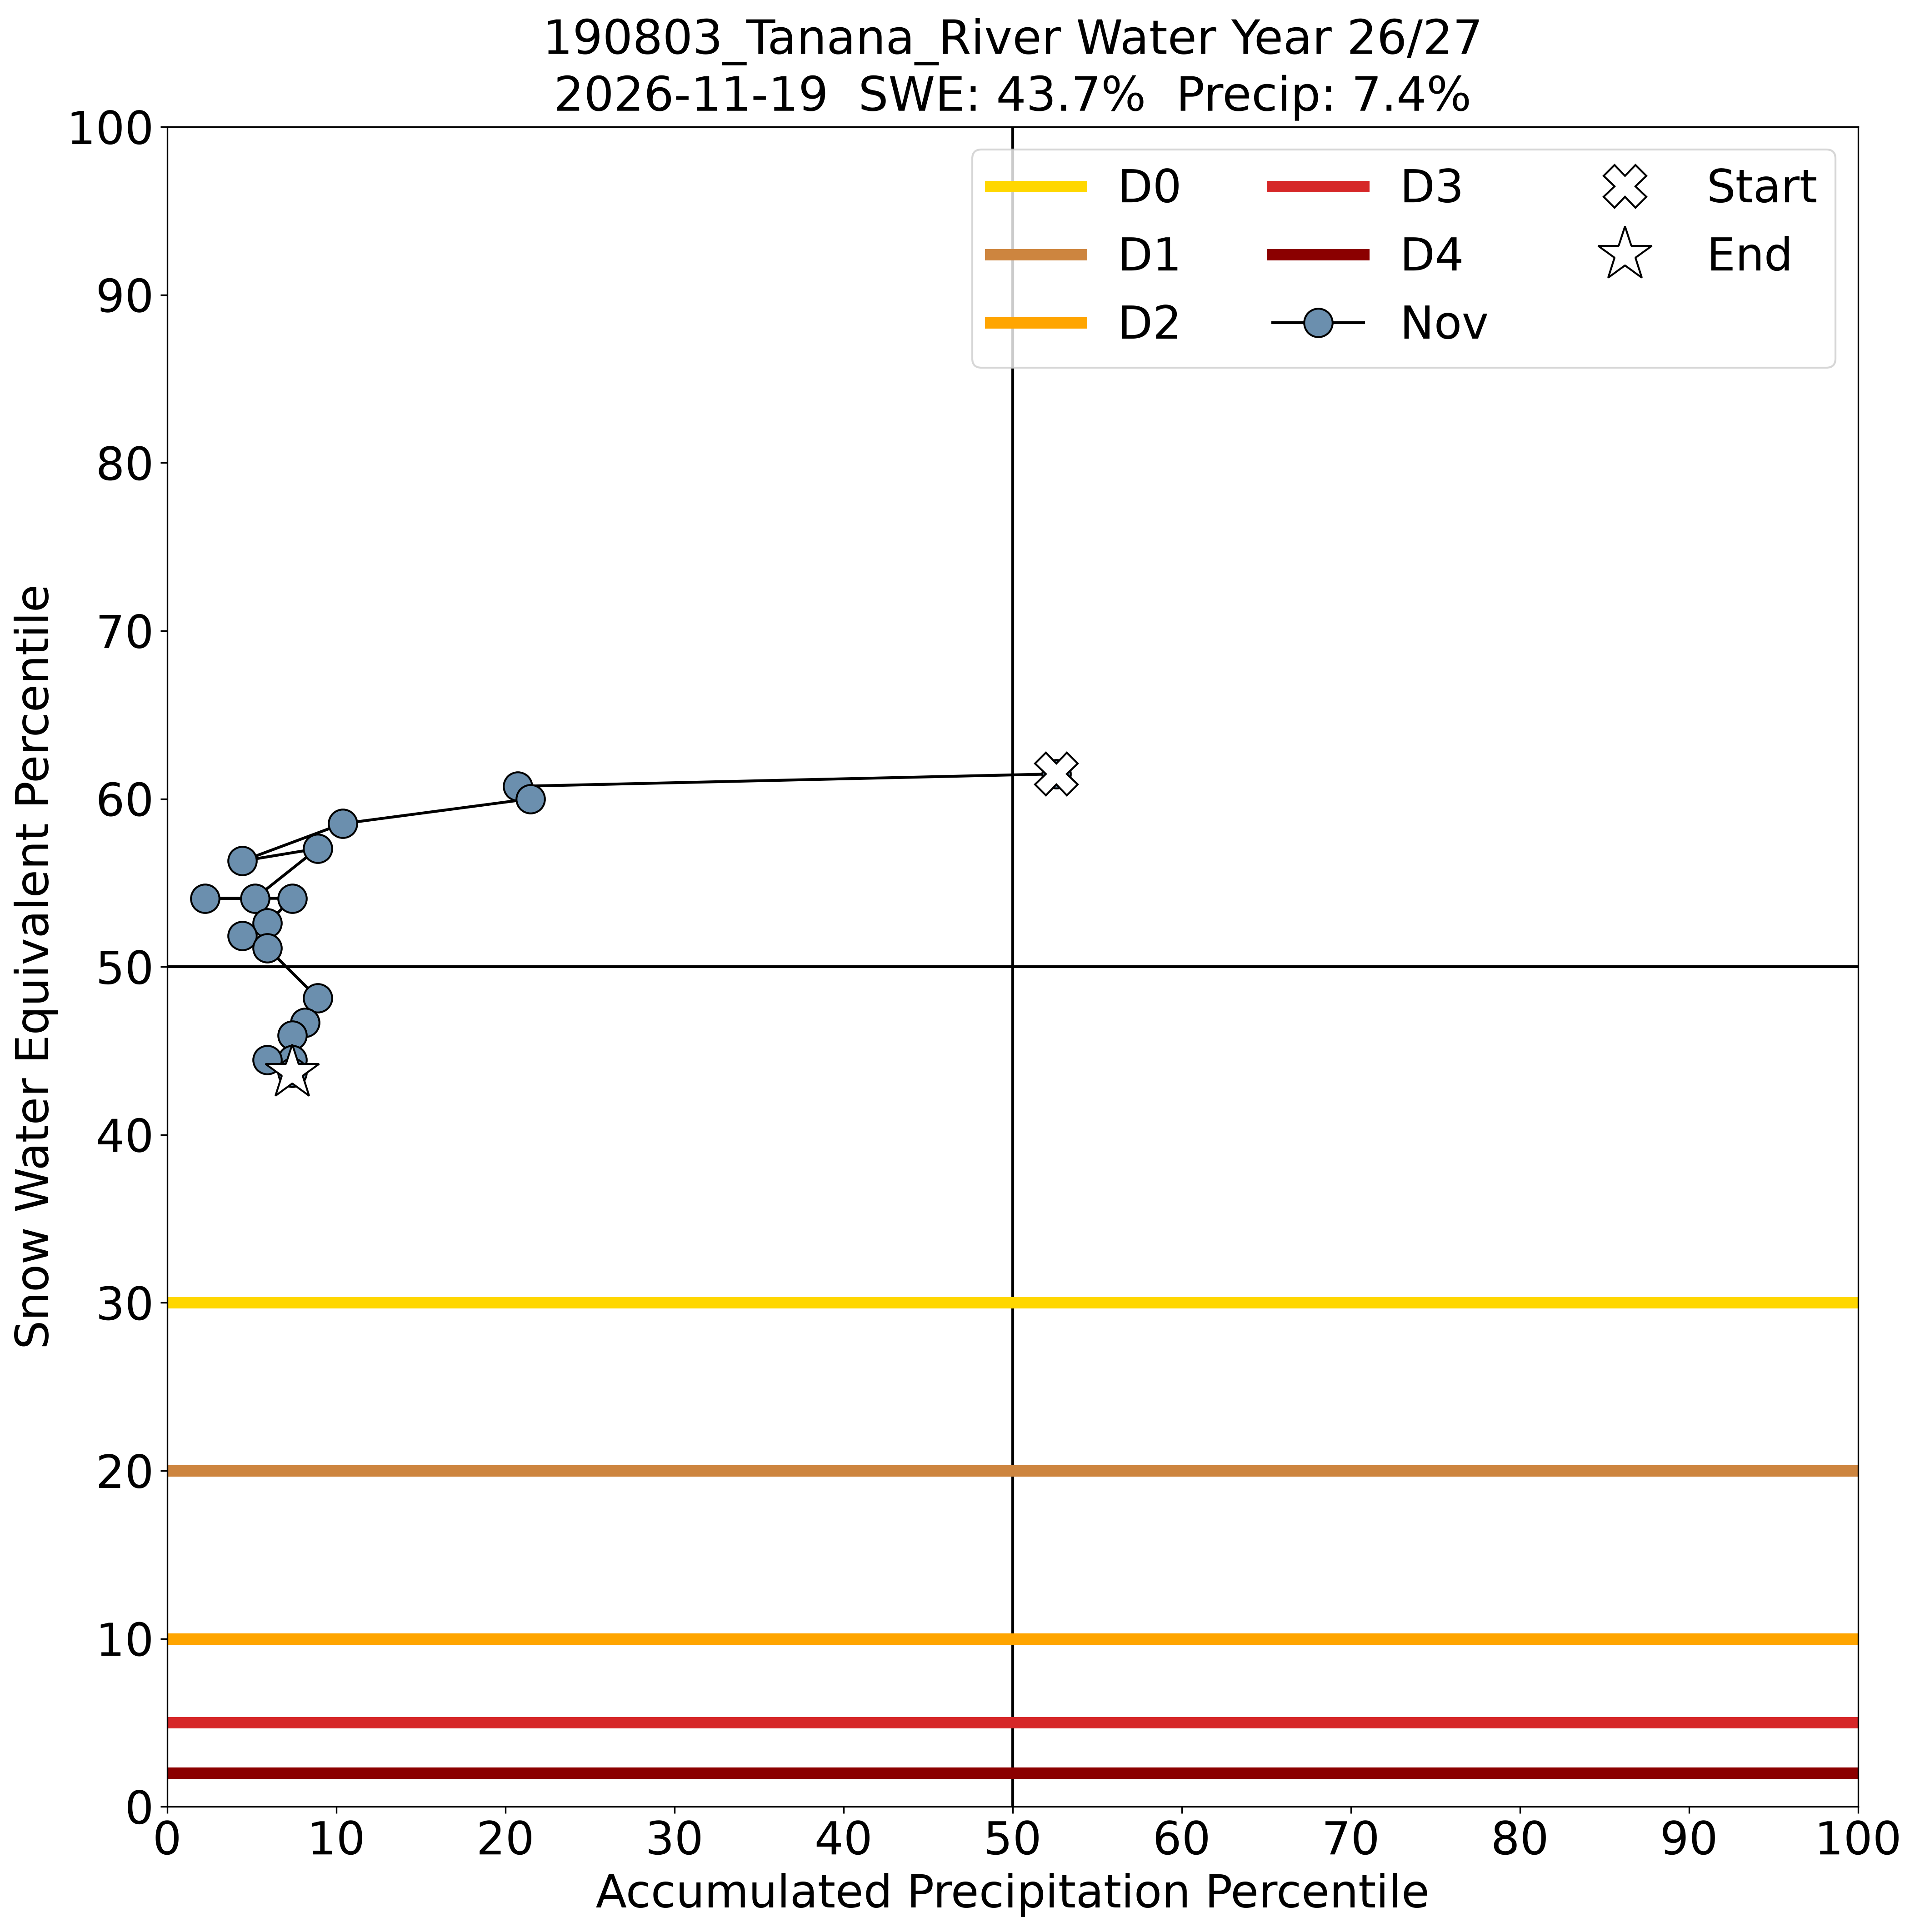 190803_Tanana_River Water Year 26/27
2026-11-19  SWE: 43.7%  Precip: 7.4%
100
90
80
70
60
50
40
30
20
10
0
Snow Water Equivalent Percentile
D0
D1
D2
D3
D4
Nov
Start
End
0 10 20 30 40 50 60 70 80 90 100
Accumulated Precipitation Percentile